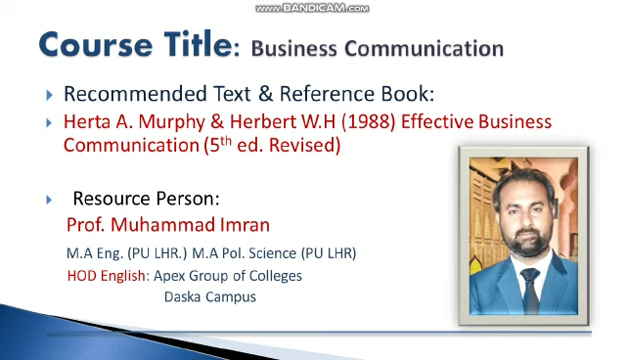 www.BANDICAM.com
Course Title: Business Communication
Recommended Text & Reference Book:
Herta A. Murphy & Herbert W.H (1988) Effective Business
Communication (5th ed. Revised)
Resource Person:
Prof. Muhammad Imran
M.A Eng. (PU LHR.) M.A Pol. Science (PU LHR)
HOD English: Apex Group of Colleges
Daska Campus